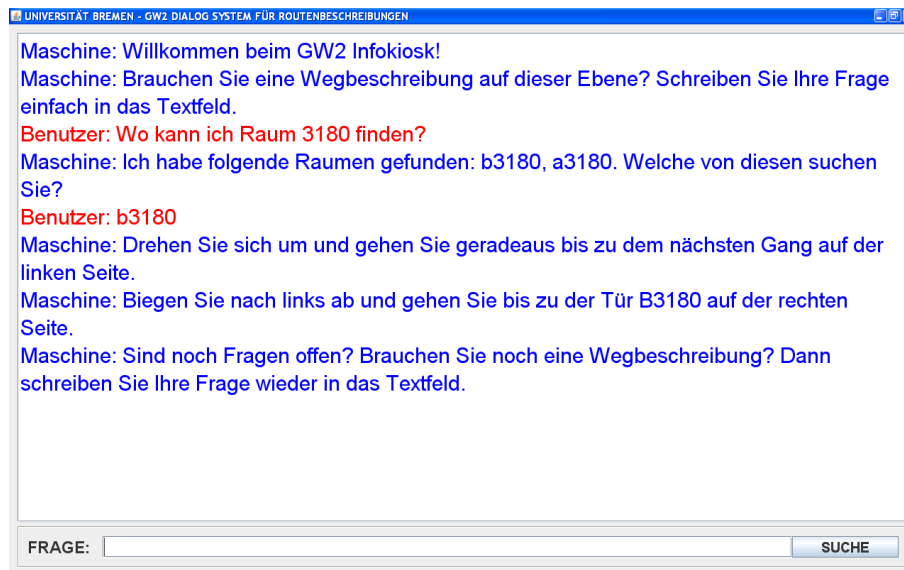 UNIVERSITÄT BREMEN - GW2 DIALOG SYSTEM FÜR ROUTENBESCHREIBUNGEN
Maschine: Willkommen beim GW2 Infokiosk!
Maschine: Brauchen Sie eine Wegbeschreibung auf dieser Ebene? Schreiben Sie Ihre Frage
einfach in das Textfeld.
Benutzer: Wo kann ich Raum 3180 finden?
Maschine: Ich habe folgende Raumen gefunden: b3180, a3180. Welche von diesen suchen
Sie?
Benutzer: b3180
Maschine: Drehen Sie sich um und gehen Sie geradeaus bis zu dem nächsten Gang auf der
linken Seite.
Maschine: Biegen Sie nach links ab und gehen Sie bis zu der Tür B3180 auf der rechten
Seite.
Maschine: Sind noch Fragen offen? Brauchen Sie noch eine Wegbeschreibung? Dann
schreiben Sie Ihre Frage wieder in das Textfeld.
FRAGE: SUCHE